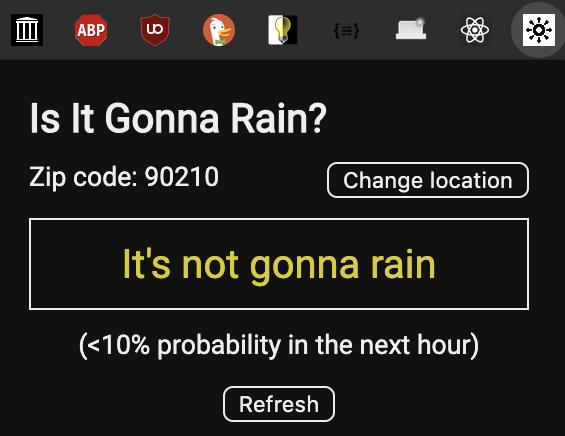 ABP
UO
{≡}
Is It Gonna Rain?
Zip code: 90210
Change location
It's not gonna rain
(<10% probability in the next hour)
Refresh